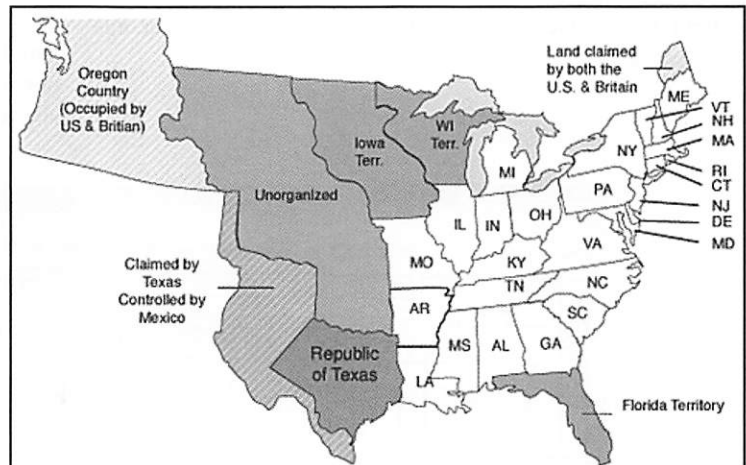 Oregon
Country
(Occupied by
US & Britian)
Land claimed
by both the
U.S. & Britain
ME
VT
NH
MA
WI
Terr.
Iowa
Terr.
MI
NY
RI
CT
Unorganized
PA
NJ
DE
MD
IL
IN
OH
MO
KY
VA
Claimed by
Texas
Controlled by
Mexico
TN
NC
AR
SC
MS
AL
GA
Republic
of Texas
LA
Florida Territory